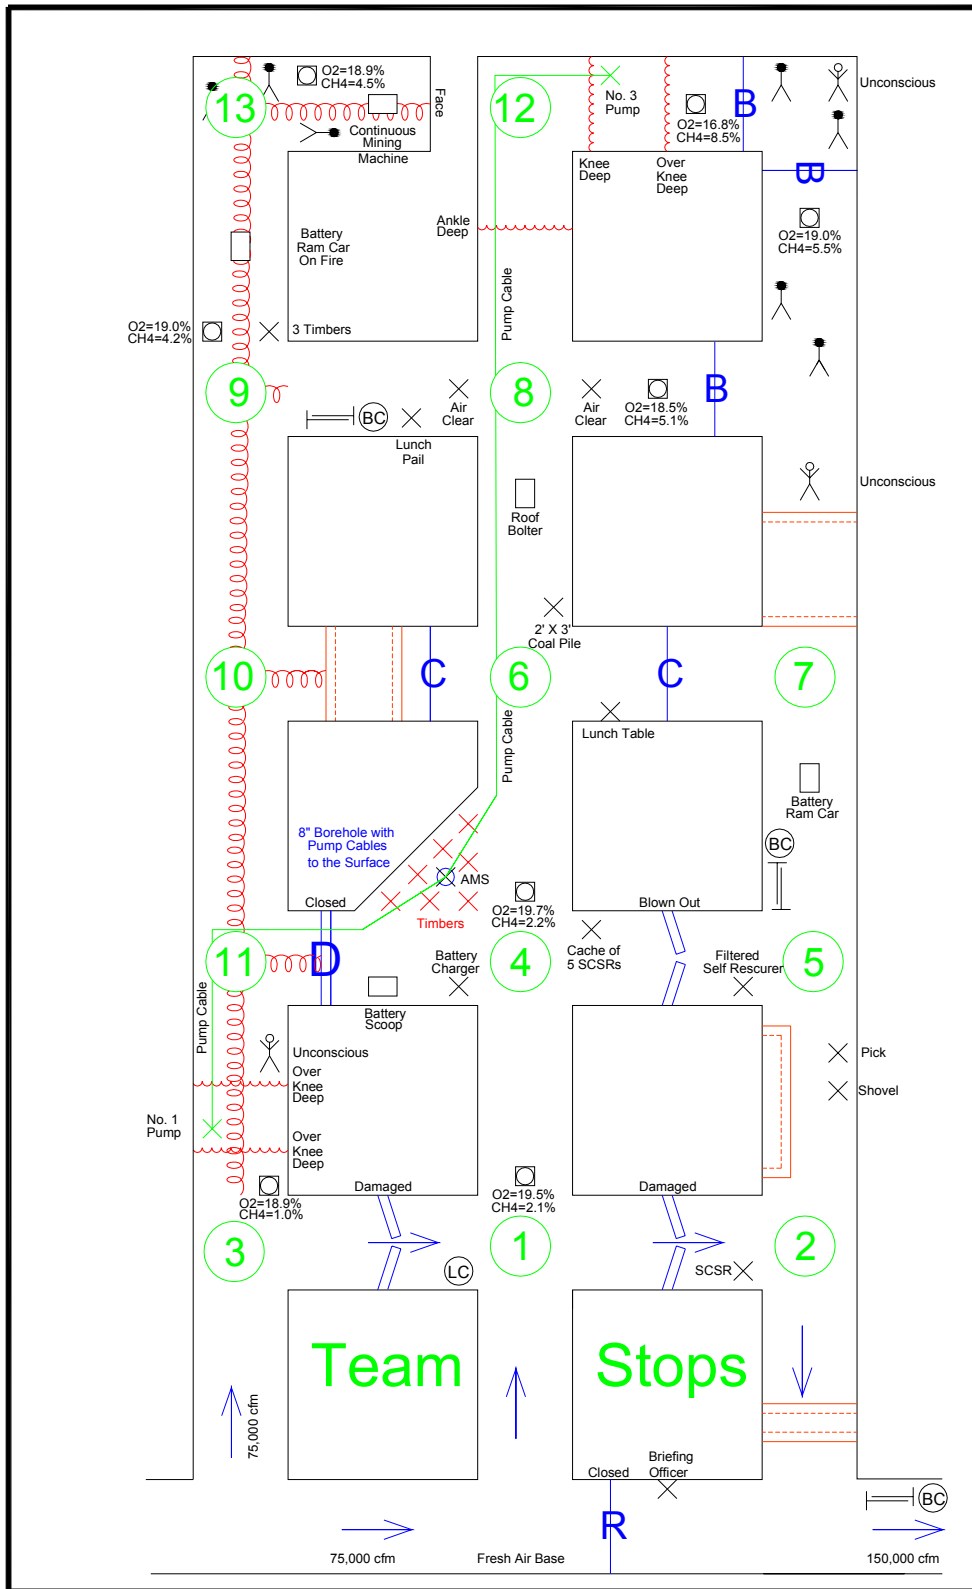 O2=18.9%
CH4=4.5%
13
Face
Continuous
Mining
Machine
12
No. 3
Pump
O2=16.8%
CH4=8.5%
B
Unconscious
Knee
Deep
Over
Knee
Deep
B
Ankle
Deep
O2=19.0%
CH4=5.5%
Battery
Ram Car
On Fire
Pump Cable
O2=19.0%
CH4=4.2%
3 Timbers
9
8
B
Air
Clear
Air
Clear
O2=18.5%
CH4=5.1%
BC
Lunch
Pail
Unconscious
Roof
Bolter
2' X 3'
Coal Pile
10
C
6
C
7
Pump Cable
Lunch Table
Battery
Ram Car
8" Borehole with
Pump Cables
to the Surface
BC
AMS
O2=19.7%
CH4=2.2%
Closed
Timbers
Blown Out
11
D
Battery
Charger
4
Cache of
5 SCSRs
Filtered
Self Rescurer
5
Pump Cable
Battery
Scoop
Unconscious
Over
Knee
Deep
Pick
Shovel
No. 1
Pump
Over
Knee
Deep
O2=18.9%
CH4=1.0%
Damaged
O2=19.5%
CH4=2.1%
Damaged
3
1
2
LC
SCSR
Team
Stops
75,000 cfm
Closed
Briefing
Officer
BC
R
75,000 cfm
Fresh Air Base
150,000 cfm